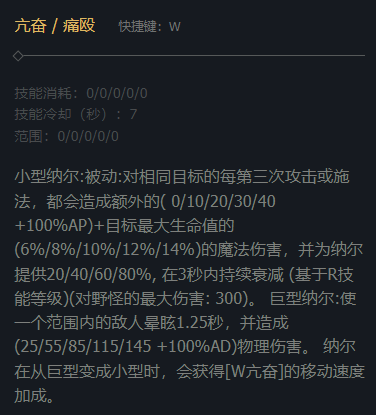 亢奋 / 痛殴 快捷键：W
技能消耗：0/0/0/0/0
技能冷却（秒）：7
范围：0/0/0/0/0
小型纳尔:被动:对相同目标的每第三次攻击或施
法，都会造成额外的( 0/10/20/30/40
+100%AP)+目标最大生命值的
(6%/8%/10%/12%/14%)的魔法伤害，并为纳尔
提供20/40/60/80%, 在3秒内持续衰减 (基于R技
能等级)(对野怪的最大伤害: 300)。 巨型纳尔:使
一个范围内的敌人晕眩1.25秒，并造成
(25/55/85/115/145 +100%AD)物理伤害。 纳尔
在从巨型变成小型时，会获得[W亢奋]的移动速度
加成。